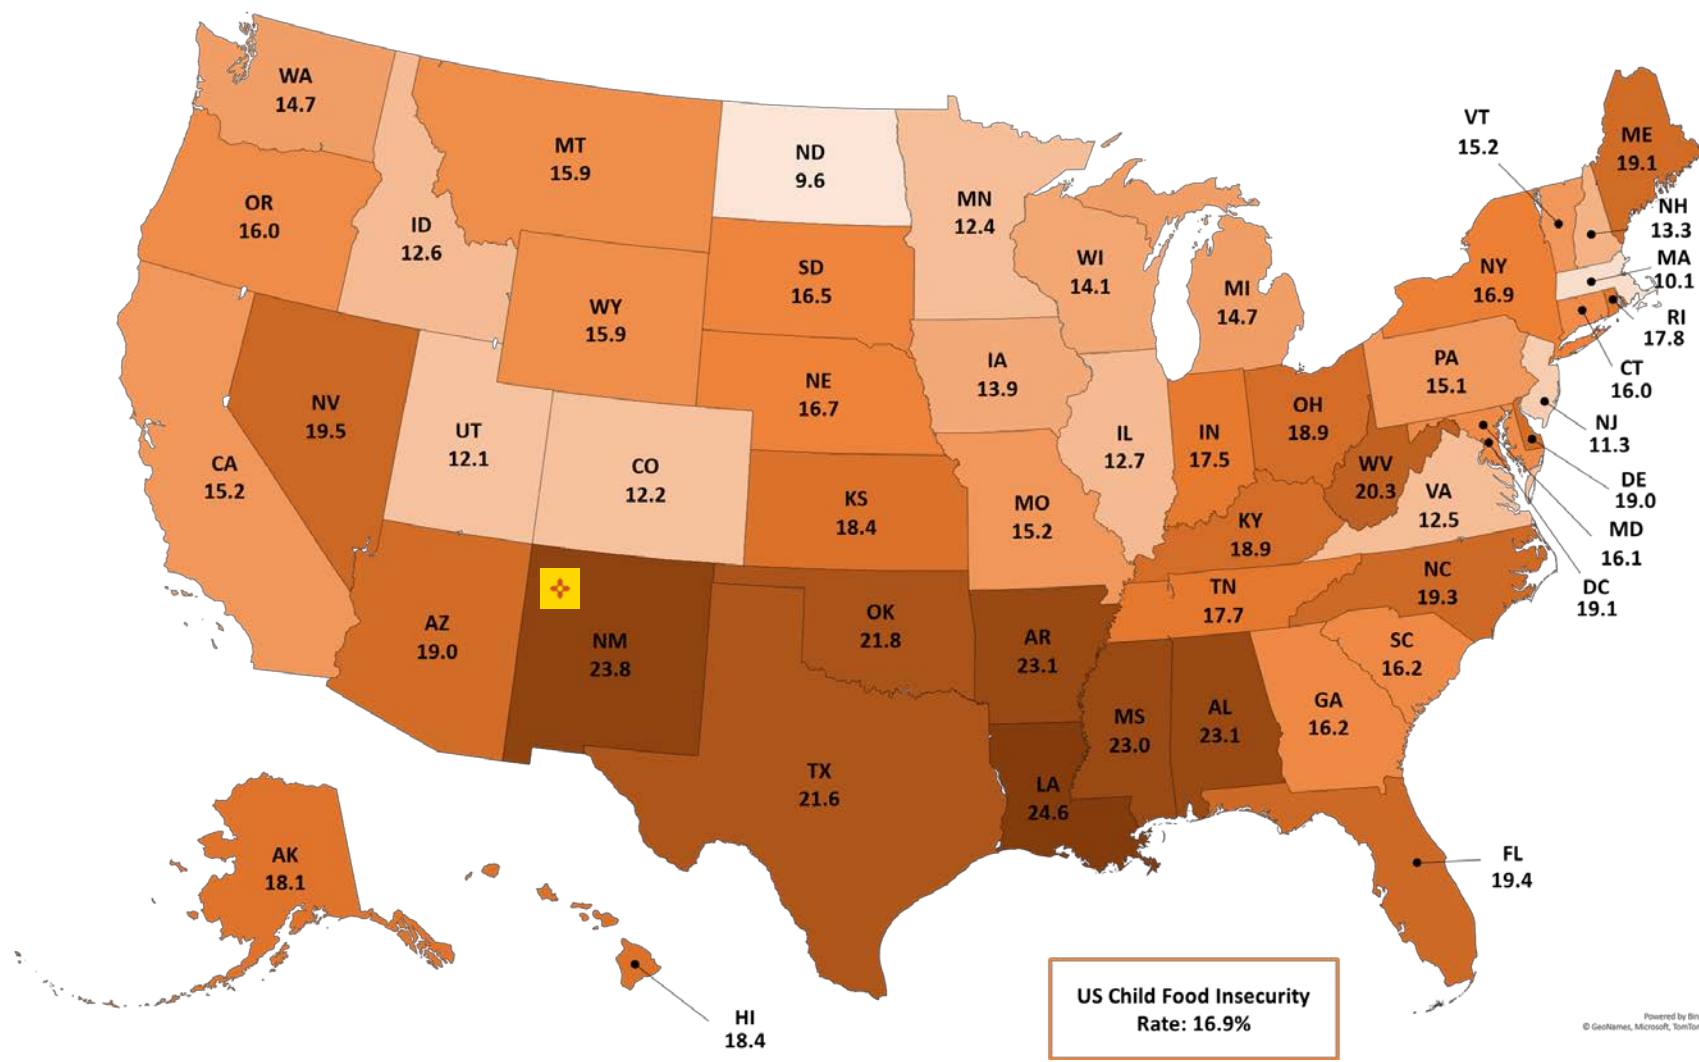 WA
14.7
MT
15.9
ND
9.6
MN
12.4
VT
15.2
ME
19.1
OR
16.0
ID
12.6
NH
13.3
SD
16.5
WI
14.1
MI
14.7
NY
16.9
MA
10.1
WY
15.9
RI
17.8
IA
13.9
PA
15.1
CT
16.0
NE
16.7
NV
19.5
OH
18.9
NJ
11.3
UT
12.1
CO
12.2
IL
12.7
IN
17.5
CA
15.2
WV
20.3
DE
19.0
KS
18.4
MO
15.2
VA
12.5
KY
18.9
MD
16.1
NC
19.3
DC
19.1
TN
17.7
AZ
19.0
NM
23.8
OK
21.8
AR
23.1
SC
16.2
GA
16.2
MS
23.0
AL
23.1
TX
21.6
LA
24.6
AK
18.1
FL
19.4
HI
18.4
US Child Food Insecurity
Rate: 16.9%
Powered by Bin
© GeoNames, Microsoft, TomTom